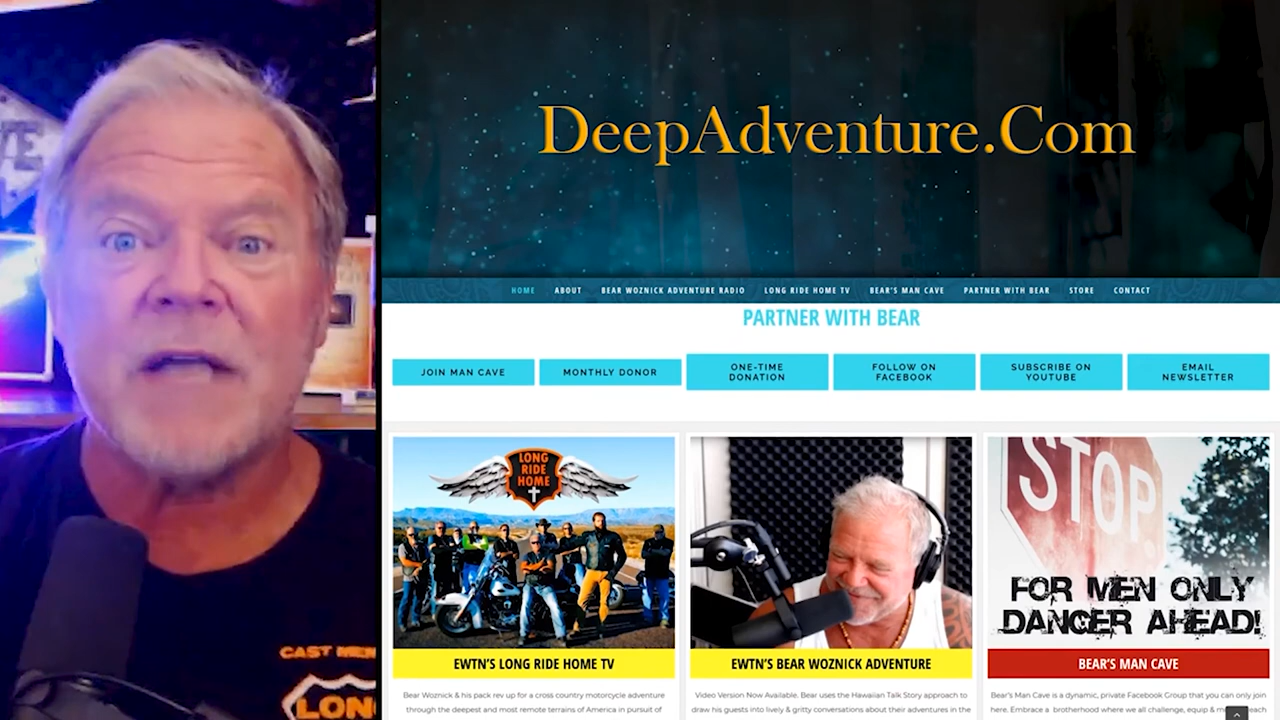 DeepAdventure.Com
HOME ABOUT BEAR WOZNICK ADVENTURE RADIO LONG RIDE HOME TV BEAR'S MAN CAVE PARTNER WITH BEAR STORE CONTACT
PARTNER WITH BEAR
JOIN MAN CAVE
MONTHLY DONOR
ONE-TIME
DONATION
FOLLOW ON
FACEBOOK
SUBSCRIBE ON
YOUTUBE
EMAIL
NEWSLETTER
LONG
RIDE
HOME
EWTN'S LONG RIDE HOME TV
Bear Woznick & his pack rev up for a cross country motorcycle adventure
through the deepest and most remote terrains of America in pursuit of
EWTN'S BEAR WOZNICK ADVENTURE
Video Version Now Available. Bear uses the Hawaiian Talk Story approach to
draw his guests into lively & gritty conversations about their adventures in the
STOP
FOR MEN ONLY
DANGER AHEAD!
BEAR'S MAN CAVE
Bear's Man Cave is a dynamic, private Facebook Group that you can only join
here. Embrace a brotherhood where we all challenge, equip &
CAST
LON